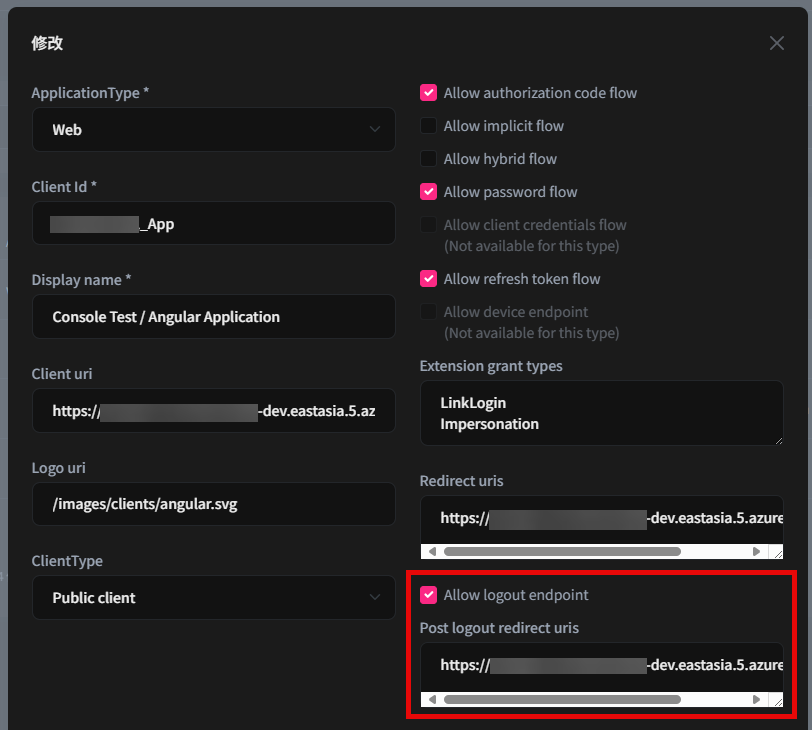 修改
ApplicationType *
Web
Client Id *
_App
Display name *
Console Test / Angular Application
Client uri
https:// -dev.eastasia.5.az
Logo uri
/images/clients/angular.svg
ClientType
Public client
Allow authorization code flow
Allow implicit flow
Allow hybrid flow
Allow password flow
Allow client credentials flow
(Not available for this type)
Allow refresh token flow
Allow device endpoint
(Not available for this type)
Extension grant types
LinkLogin
Impersonation
Redirect uris
https:// -dev.eastasia.5.azure
Allow logout endpoint
Post logout redirect uris
https:// -dev.eastasia.5.azure